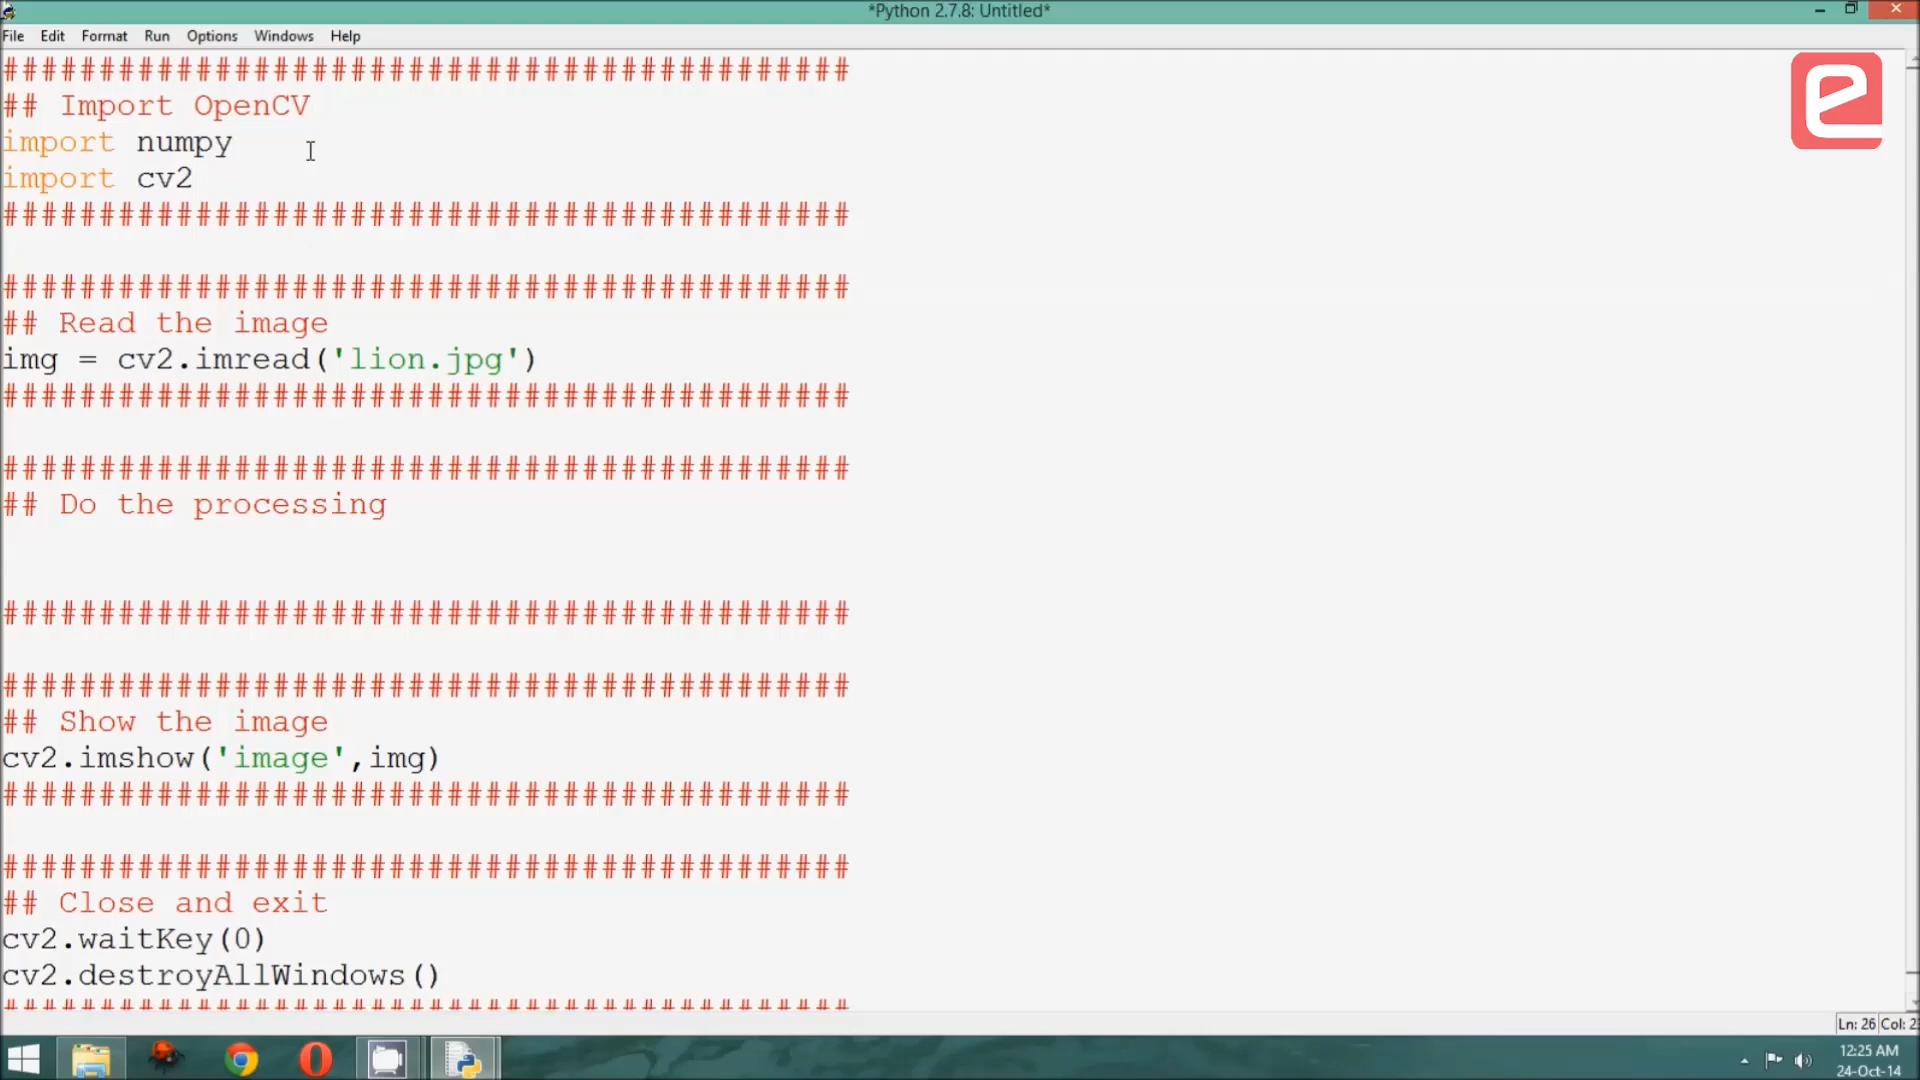 *Python 2.7.8: Untitled*
File Edit Format Run Options Windows Help
############################################
## Import OpenCV
import numpy
import cv2
############################################
############################################
## Read the image
img = cv2.imread('lion.jpg')
############################################
############################################
## Do the processing
############################################
############################################
## Show the image
cv2.imshow('image',img)
############################################
############################################
## Close and exit
cv2.waitKey(0)
cv2.destroyAllWindows()
############################################
Ln: 26 Col: 2
12:25 AM
24-Oct-14